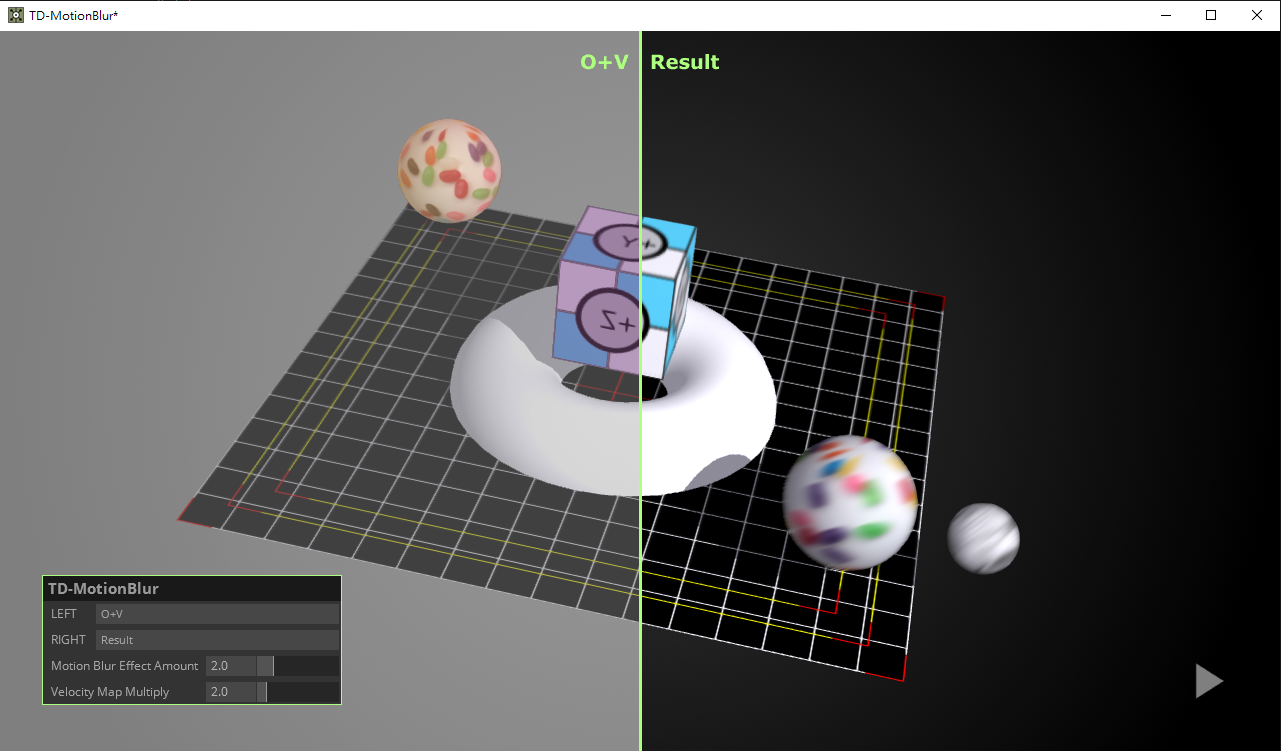 TD-MotionBlur*
O+V
Result
+Y
+Z
TD-MotionBlur
LEFT O+V
RIGHT Result
Motion Blur Effect Amount 2.0
Velocity Map Multiply 2.0